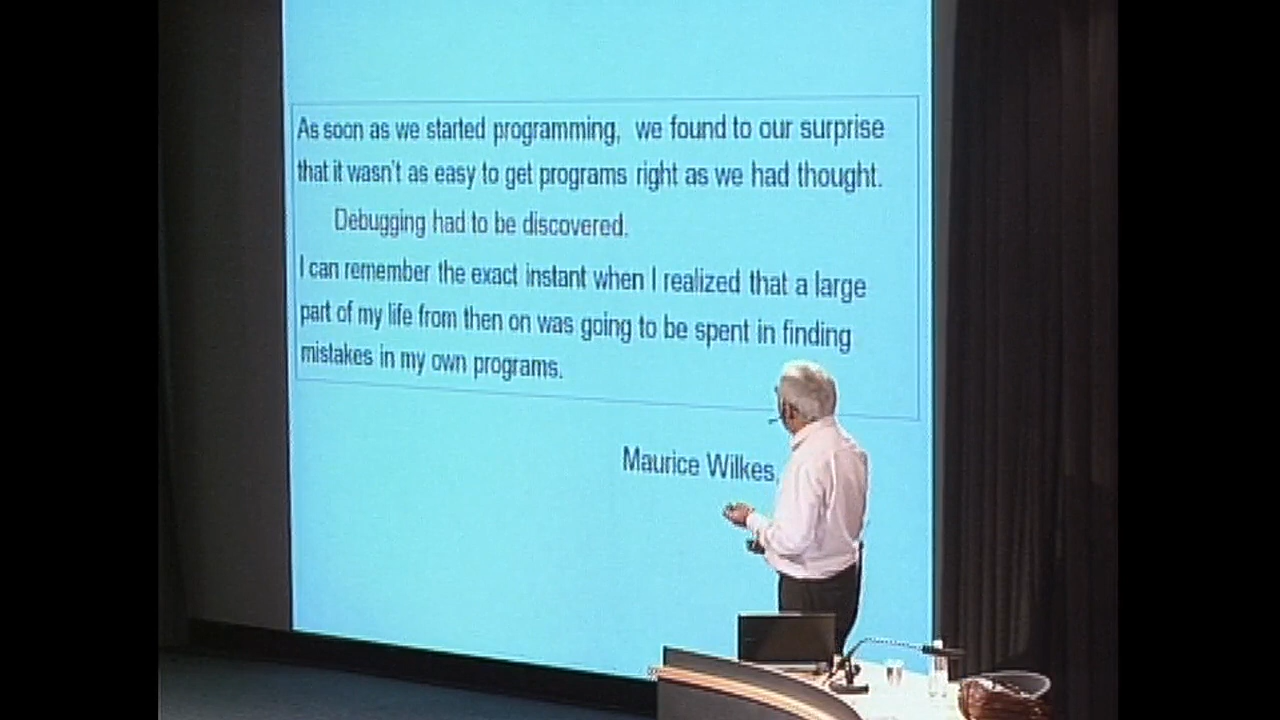 As soon as we started programming, we found to our surprise
that it wasn't as easy to get programs right as we had thought.
Debugging had to be discovered.
I can remember the exact instant when I realized that a large
part of my life from then on was going to be spent in finding
mistakes in my own programs.
Maurice Wilkes,